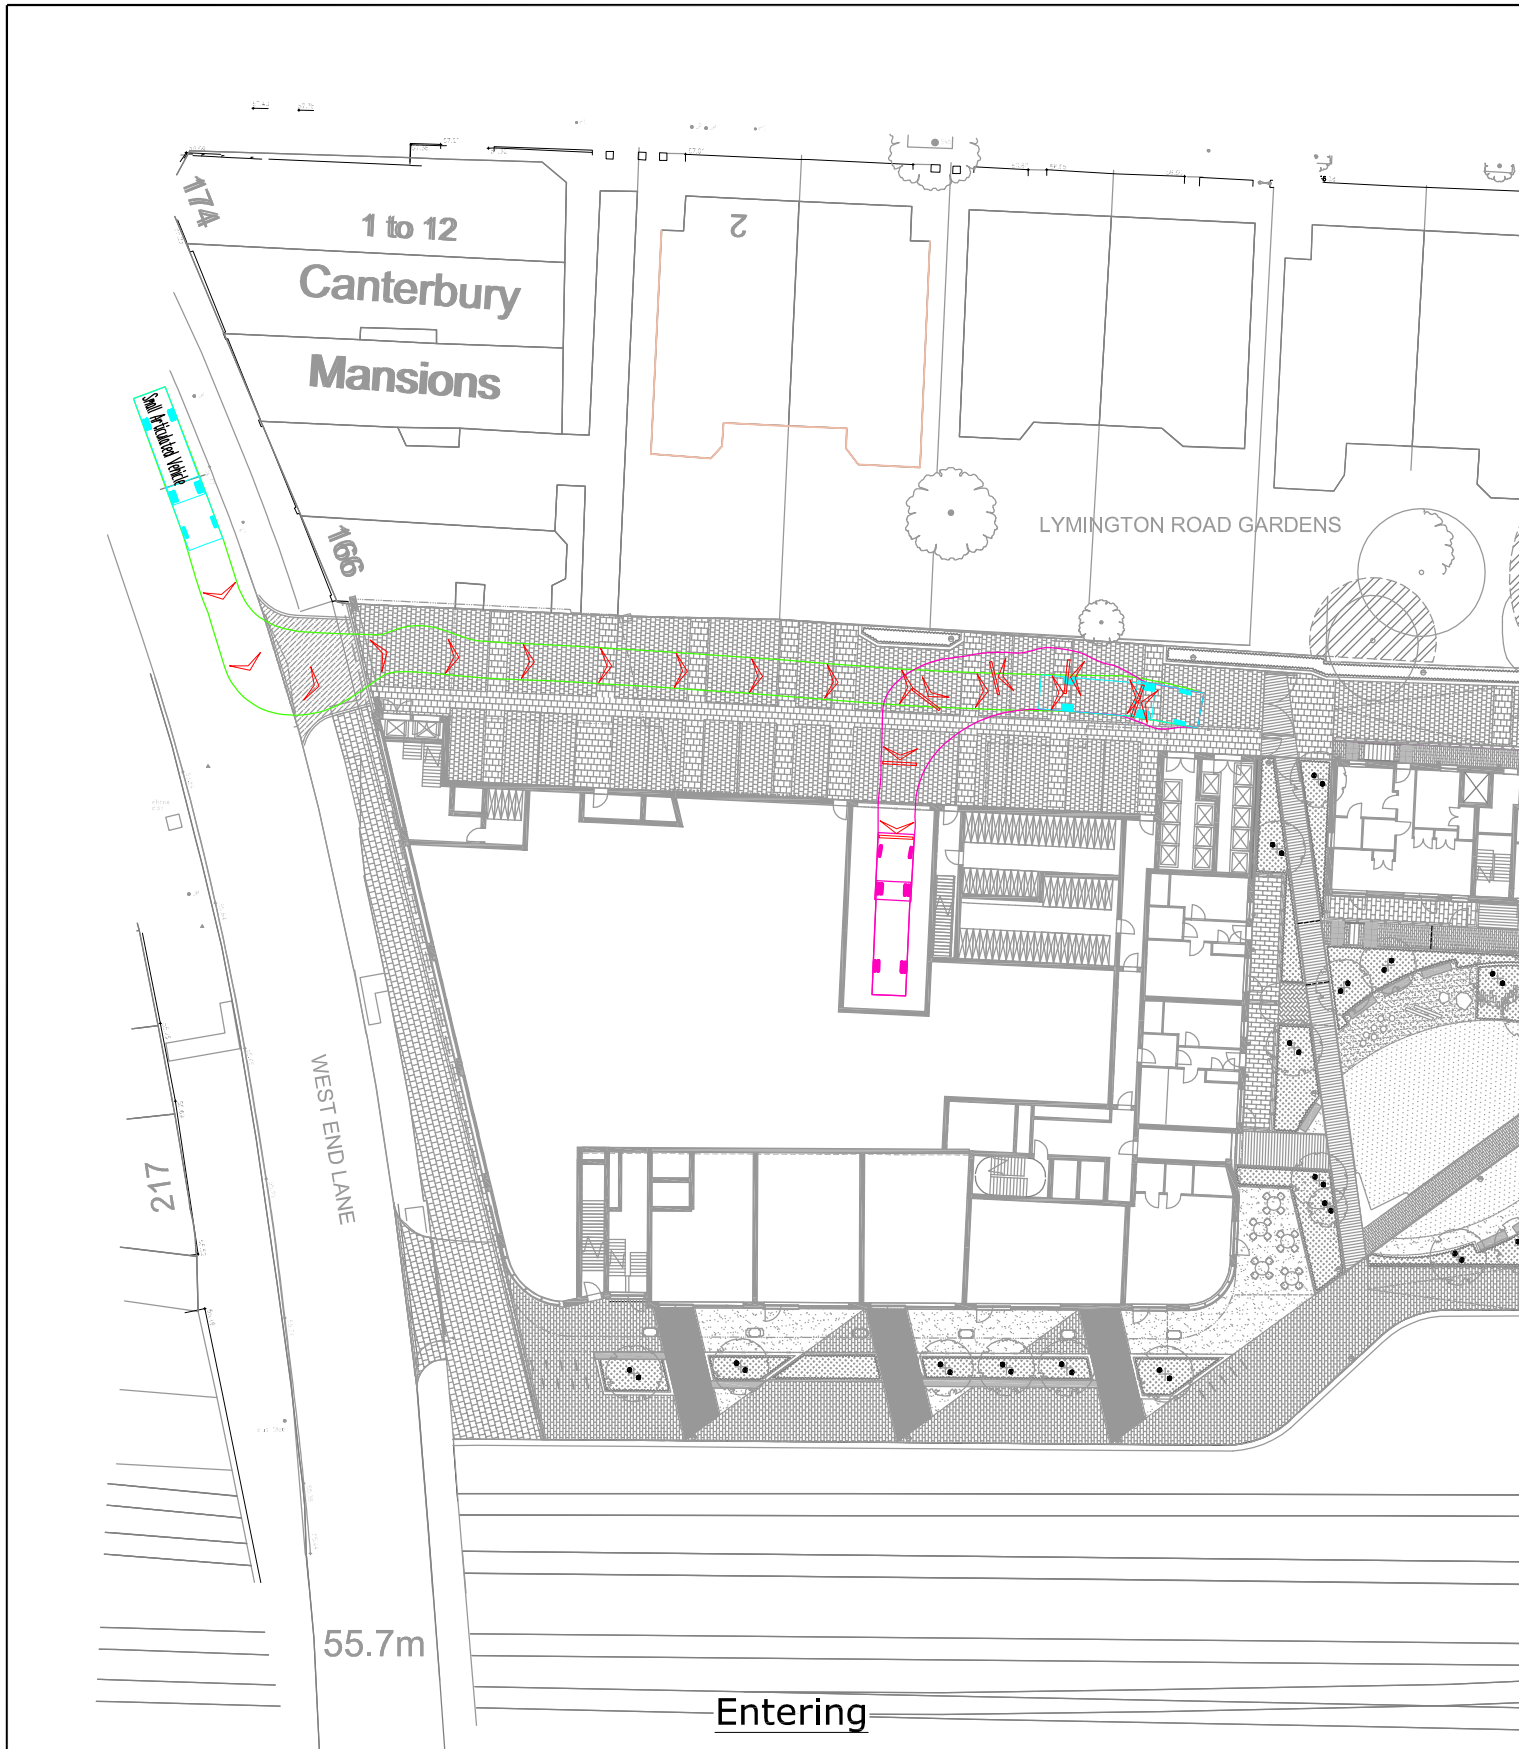 174
1 to 12
Canterbury
Mansions
2
Small Articulated Vehicle
166
LYMINGTON ROAD GARDENS
WEST END LANE
217
55.7m
Entering